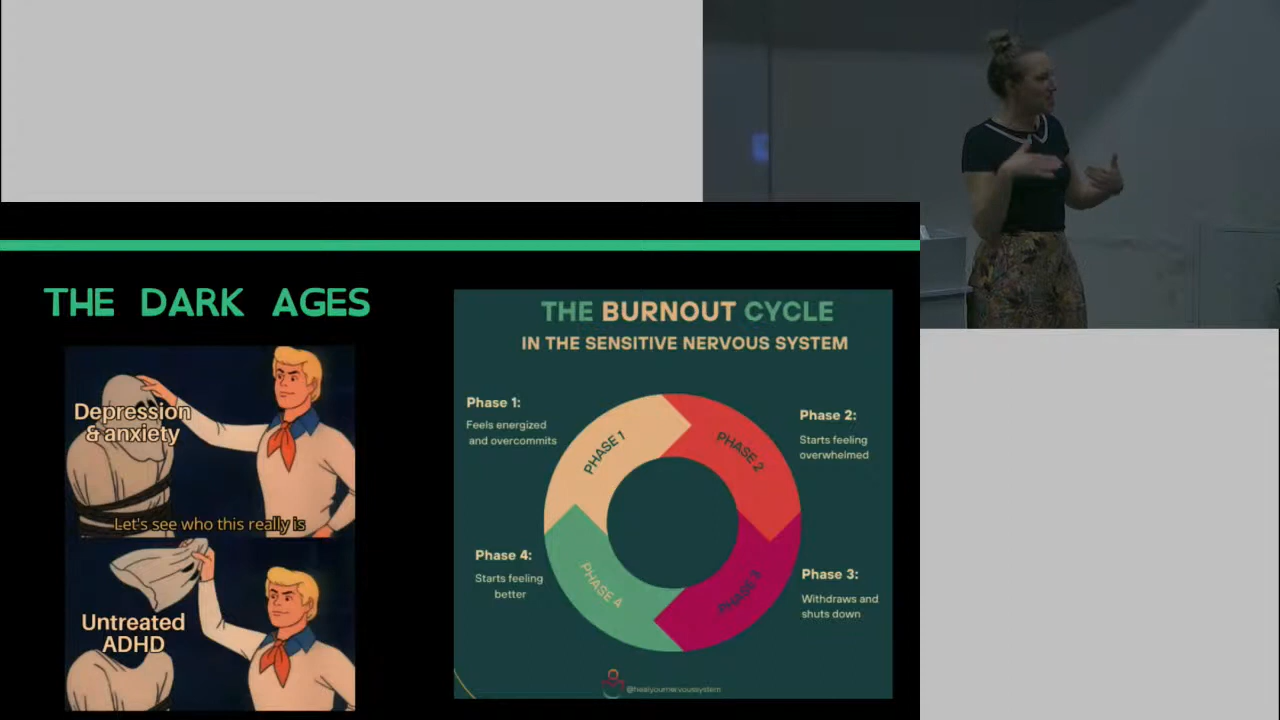 THE DARK AGES
Depression
& anxiety
Let's see who this really is
Untreated
ADHD
THE BURNOUT CYCLE
IN THE SENSITIVE NERVOUS SYSTEM
Phase 1:
Feels energized
and overcommits
PHASE 1
PHASE 2
Phase 2:
Starts feeling
overwhelmed
Phase 4:
Starts feeling
better
PHASE 4
PHASE 3
Phase 3:
Withdraws and
shuts down
@healyournervoussystem